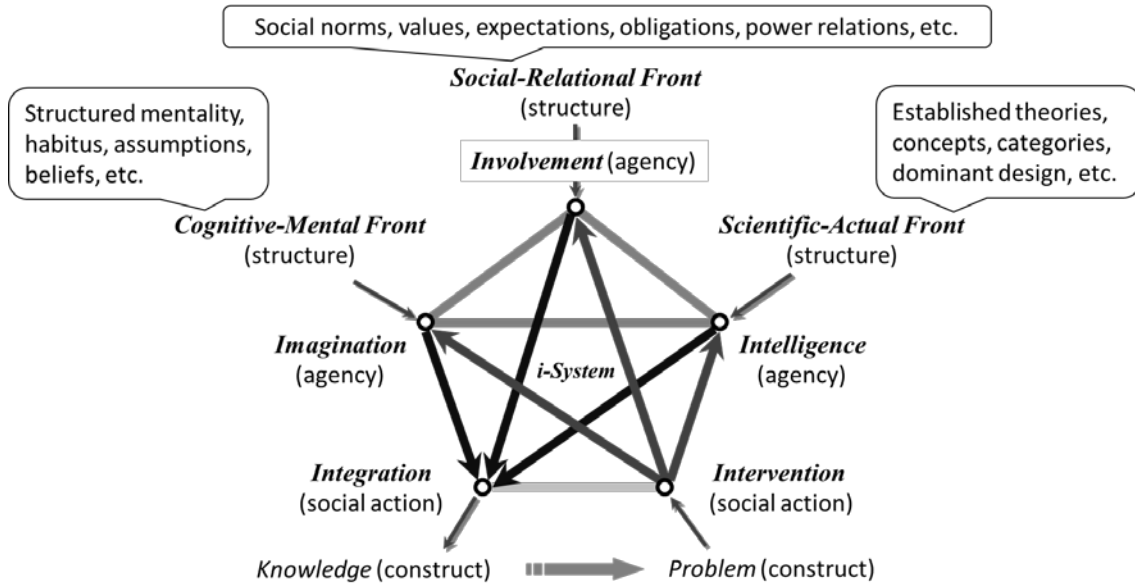 Social norms, values, expectations, obligations, power relations, etc.
Social-Relational Front
(structure)
Structured mentality,
habitus, assumptions,
beliefs, etc.
Established theories,
concepts, categories,
dominant design, etc.
Involvement (agency)
Cognitive-Mental Front
(structure)
Scientific-Actual Front
(structure)
Imagination
(agency)
i-System
Intelligence
(agency)
Integration
(social action)
Intervention
(social action)
Knowledge (construct)
Problem (construct)